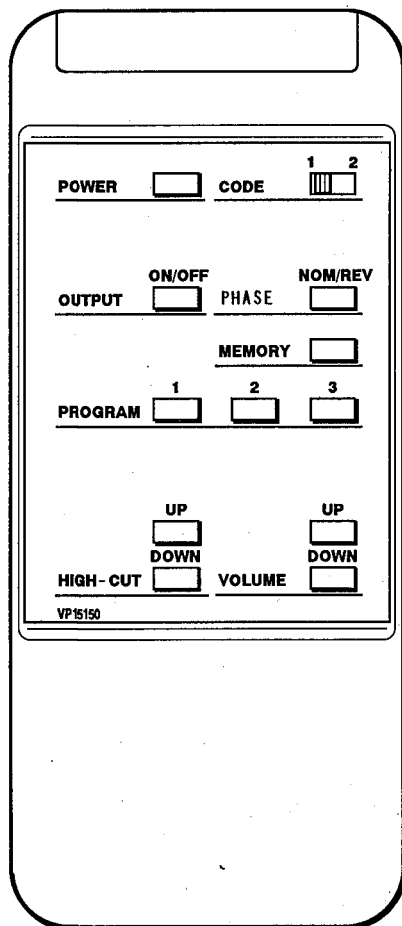 1 2
POWER CODE
ON/OFF NOM/REV
OUTPUT PHASE
MEMORY
1 2 3
PROGRAM
UP UP
DOWN DOWN
HIGH-CUT VOLUME
VP15150